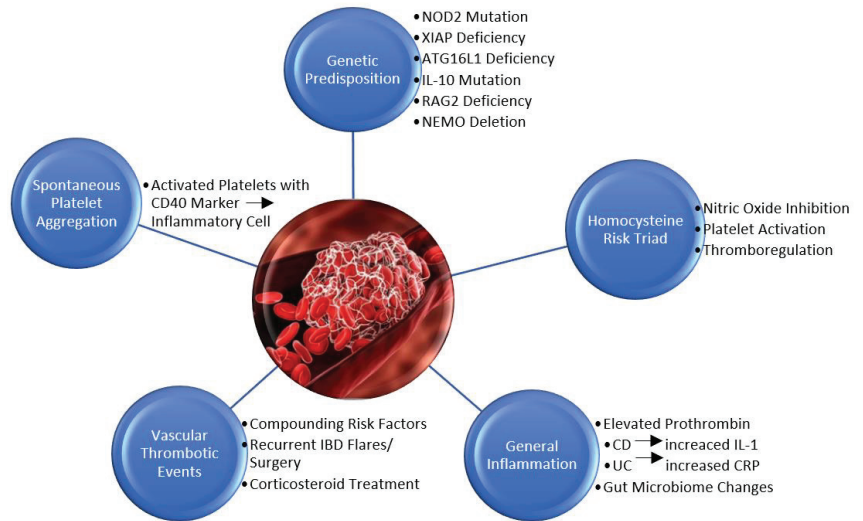 Genetic
Predisposition
• NOD2 Mutation
• XIAP Deficiency
• ATG16L1 Deficiency
• IL-10 Mutation
• RAG2 Deficiency
• NEMO Deletion
Spontaneous
Platelet
Aggregation
• Activated Platelets with
CD40 Marker →
Inflammatory Cell
Homocysteine
Risk Triad
• Nitric Oxide Inhibition
• Platelet Activation
• Thromboregulation
Vascular
Thrombotic
Events
• Compounding Risk Factors
• Recurrent IBD Flares/
Surgery
• Corticosteroid Treatment
General
Inflammation
• Elevated Prothrombin
• CD → increaced IL-1
• UC → increased CRP
• Gut Microbiome Changes